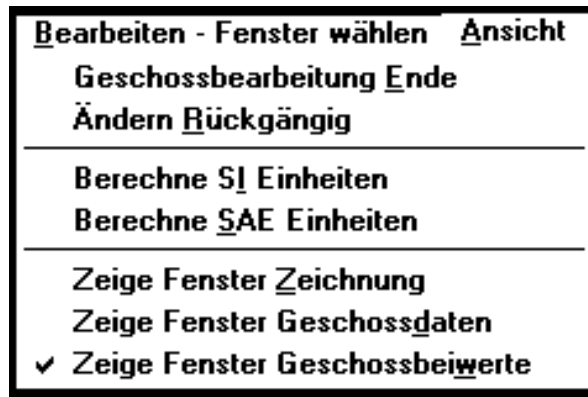 Bearbeiten - Fenster wählen Ansicht
Geschossbearbeitung Ende
Ändern Rückgängig
Berechne SI Einheiten
Berechne SAE Einheiten
Zeige Fenster Zeichnung
Zeige Fenster Geschossdaten
✓ Zeige Fenster Geschossbeiwerte